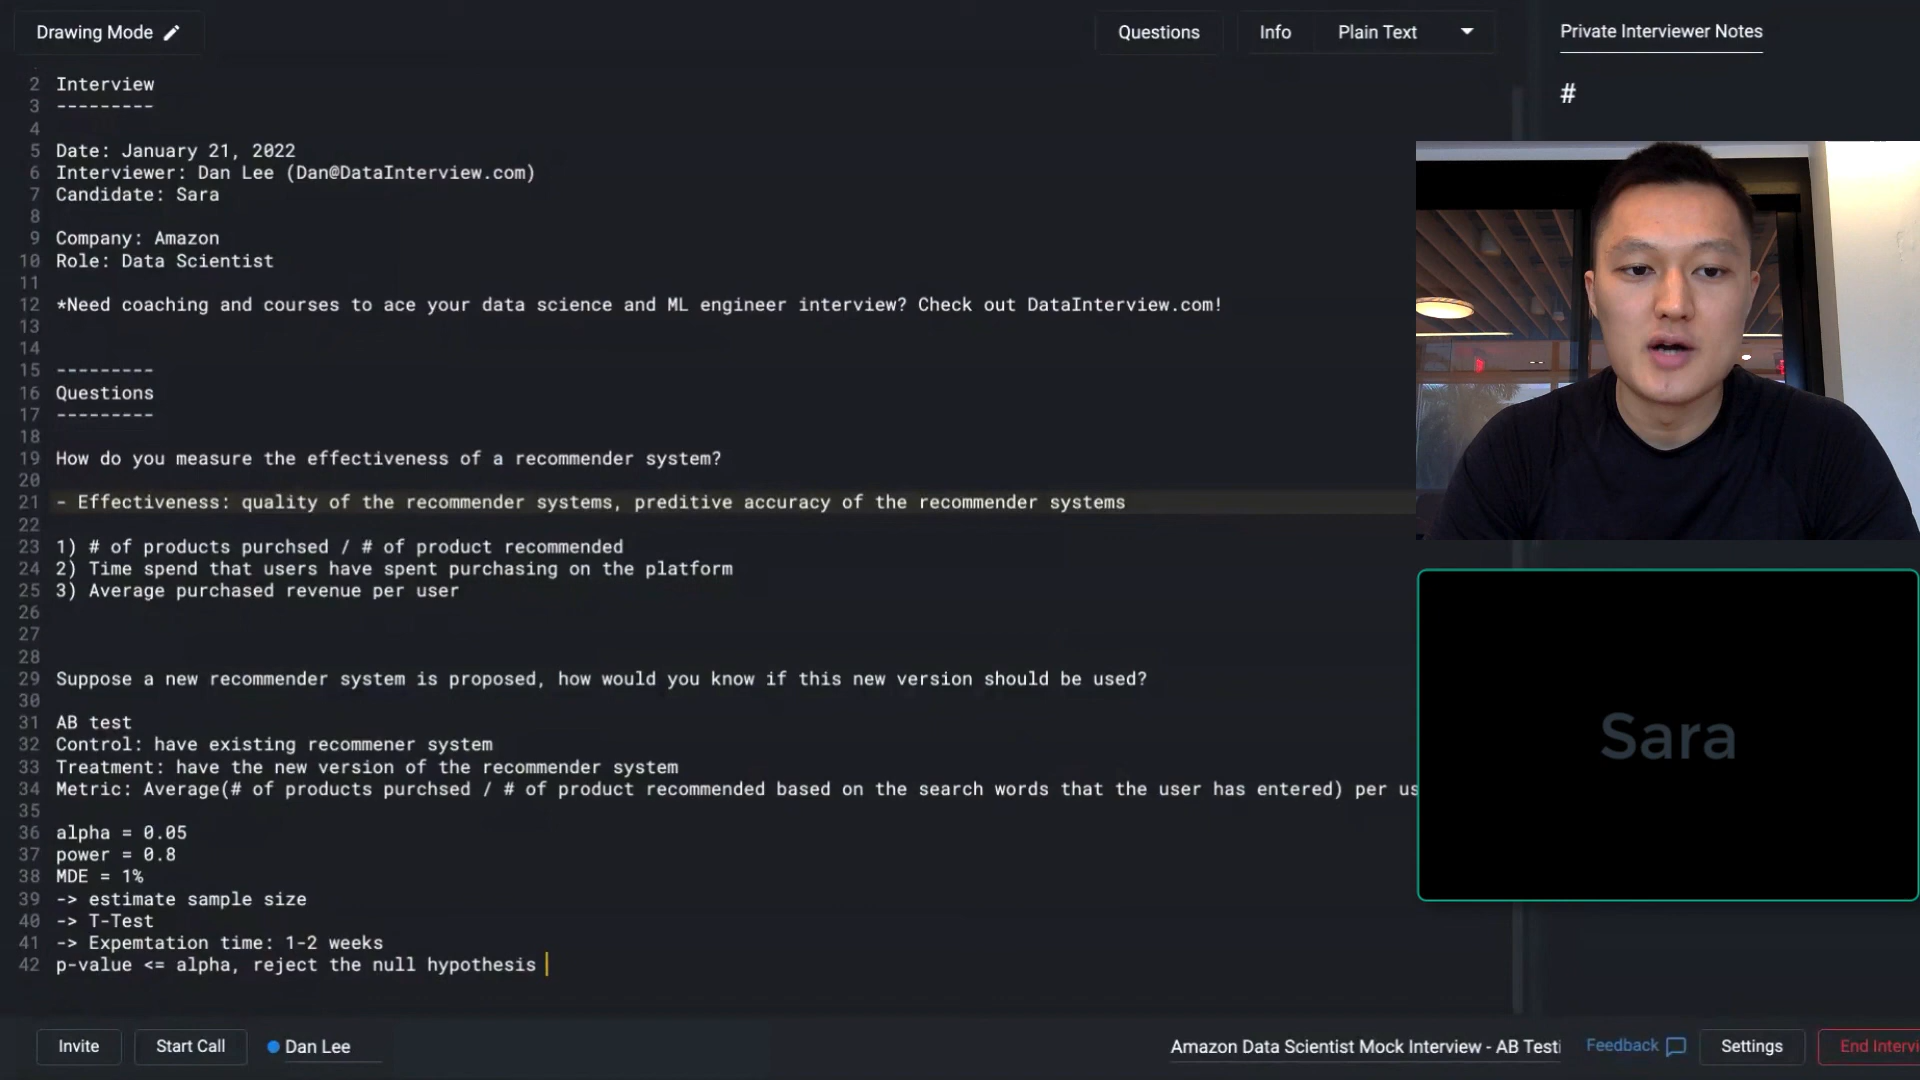 Drawing Mode
Questions
Info
Plain Text
Private Interviewer Notes
#
2 Interview
3 ---------
4
5 Date: January 21, 2022
6 Interviewer: Dan Lee (Dan@DataInterview.com)
7 Candidate: Sara
8
9 Company: Amazon
10 Role: Data Scientist
11
12 *Need coaching and courses to ace your data science and ML engineer interview? Check out DataInterview.com!
13
14
15 ---------
16 Questions
17 ---------
18
19 How do you measure the effectiveness of a recommender system?
20
21 - Effectiveness: quality of the recommender systems, preditive accuracy of the recommender systems
22
23 1) # of products purchsed / # of product recommended
24 2) Time spend that users have spent purchasing on the platform
25 3) Average purchased revenue per user
26
27
28
29 Suppose a new recommender system is proposed, how would you know if this new version should be used?
30
31 AB test
32 Control: have existing recommener system
33 Treatment: have the new version of the recommender system
34 Metric: Average(# of products purchsed / # of product recommended based on the search words that the user has entered) per us
35
36 alpha = 0.05
37 power = 0.8
38 MDE = 1%
39 -> estimate sample size
40 -> T-Test
41 -> Expemtation time: 1-2 weeks
42 p-value <= alpha, reject the null hypothesis
Sara
Invite
Start Call
Dan Lee
Amazon Data Scientist Mock Interview - AB Testi
Feedback
Settings
End Intervi